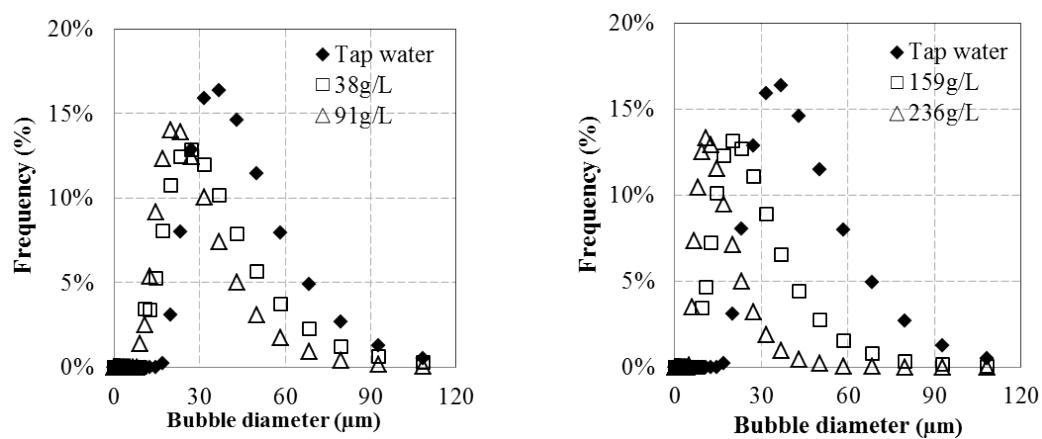 20%
15%
10%
5%
0%
Frequency (%)
Tap water
38g/L
91g/L
0 30 60 90 120
Bubble diameter (µm)
20%
15%
10%
5%
0%
Frequency (%)
Tap water
159g/L
236g/L
0 30 60 90 120
Bubble diameter (µm)